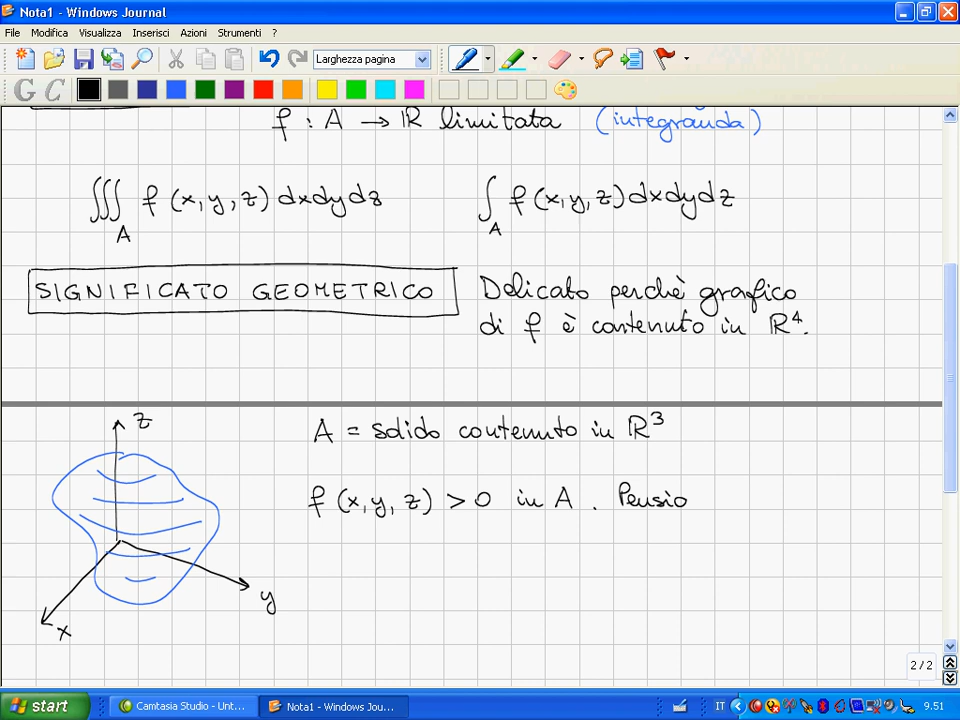 Nota1 - Windows Journal
File Modifica Visualizza Inserisci Azioni Strumenti ?
Larghezza pagina
G C
f : A → ℝ limitata (integranda)
∭_A f (x, y, z) dxdydz ∫_A f (x, y, z) dxdydz
SIGNIFICATO GEOMETRICO Delicato perchè grafico
di f è contenuto in ℝ⁴.
z
A = solido contenuto in ℝ³
f (x, y, z) > 0 in A . Pensio
y
x
2 / 2
start Camtasia Studio - Unt... Nota1 - Windows Jou... IT 9.51